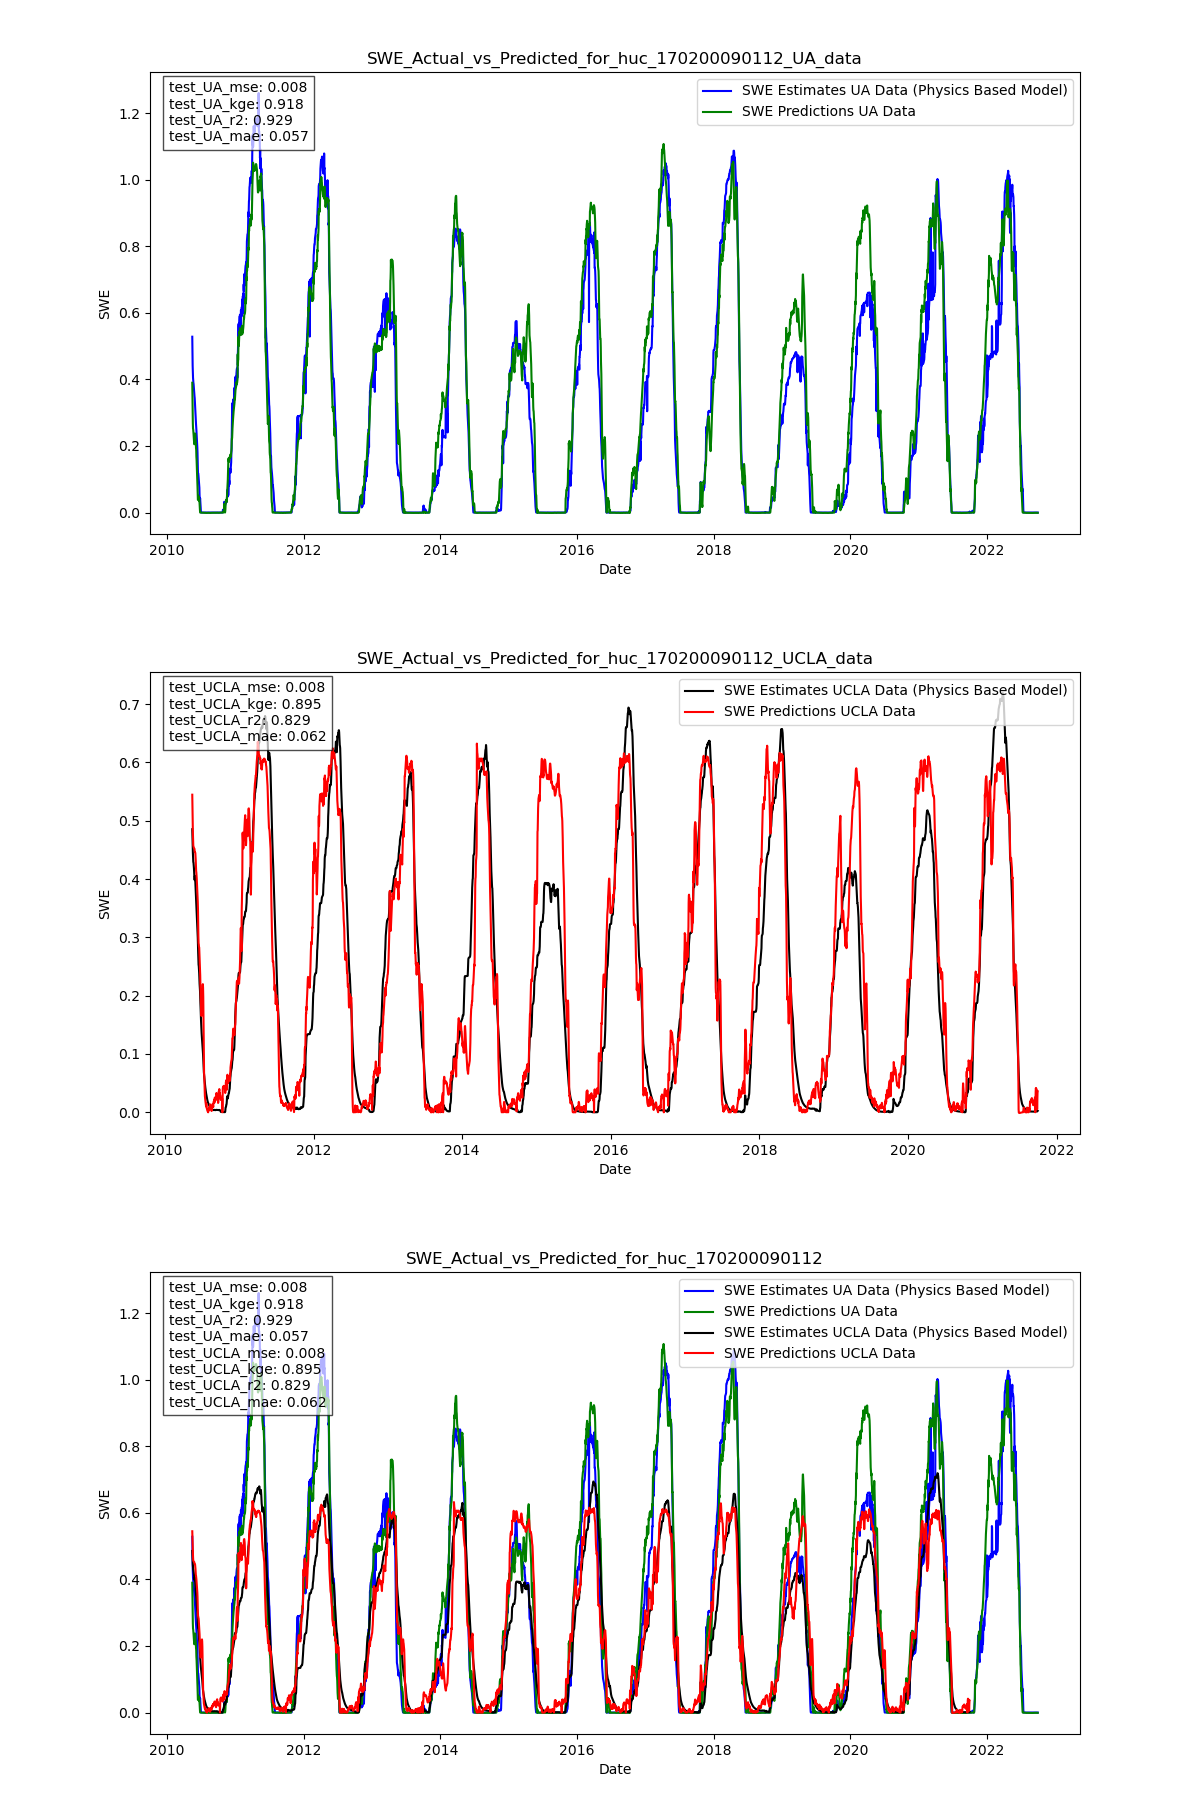 SWE_Actual_vs_Predicted_for_huc_170200090112_UA_data
test_UA_mse: 0.008
test_UA_kge: 0.918
test_UA_r2: 0.929
test_UA_mae: 0.057
SWE Estimates UA Data (Physics Based Model)
SWE Predictions UA Data
1.2
1.0
0.8
0.6
0.4
0.2
0.0
SWE
2010 2012 2014 2016 2018 2020 2022
Date
SWE_Actual_vs_Predicted_for_huc_170200090112_UCLA_data
test_UCLA_mse: 0.008
test_UCLA_kge: 0.895
test_UCLA_r2: 0.829
test_UCLA_mae: 0.062
SWE Estimates UCLA Data (Physics Based Model)
SWE Predictions UCLA Data
0.7
0.6
0.5
0.4
0.3
0.2
0.1
0.0
SWE
2010 2012 2014 2016 2018 2020 2022
Date
SWE_Actual_vs_Predicted_for_huc_170200090112
test_UA_mse: 0.008
test_UA_kge: 0.918
test_UA_r2: 0.929
test_UA_mae: 0.057
test_UCLA_mse: 0.008
test_UCLA_kge: 0.895
test_UCLA_r2: 0.829
test_UCLA_mae: 0.062
SWE Estimates UA Data (Physics Based Model)
SWE Predictions UA Data
SWE Estimates UCLA Data (Physics Based Model)
SWE Predictions UCLA Data
1.2
1.0
0.8
0.6
0.4
0.2
0.0
SWE
2010 2012 2014 2016 2018 2020 2022
Date